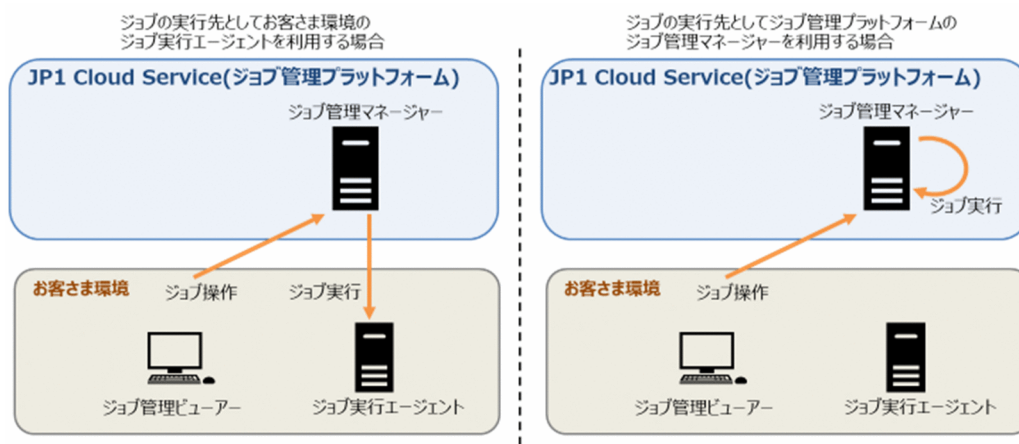 ジョブの実行先としてお客さま環境の
ジョブ実行エージェントを利用する場合
JP1 Cloud Service(ジョブ管理プラットフォーム)
ジョブ管理マネージャー
お客さま環境
ジョブ操作
ジョブ実行
ジョブ管理ビューアー
ジョブ実行エージェント
ジョブの実行先としてジョブ管理プラットフォームの
ジョブ管理マネージャーを利用する場合
JP1 Cloud Service(ジョブ管理プラットフォーム)
ジョブ管理マネージャー
ジョブ実行
お客さま環境
ジョブ操作
ジョブ管理ビューアー
ジョブ実行エージェント